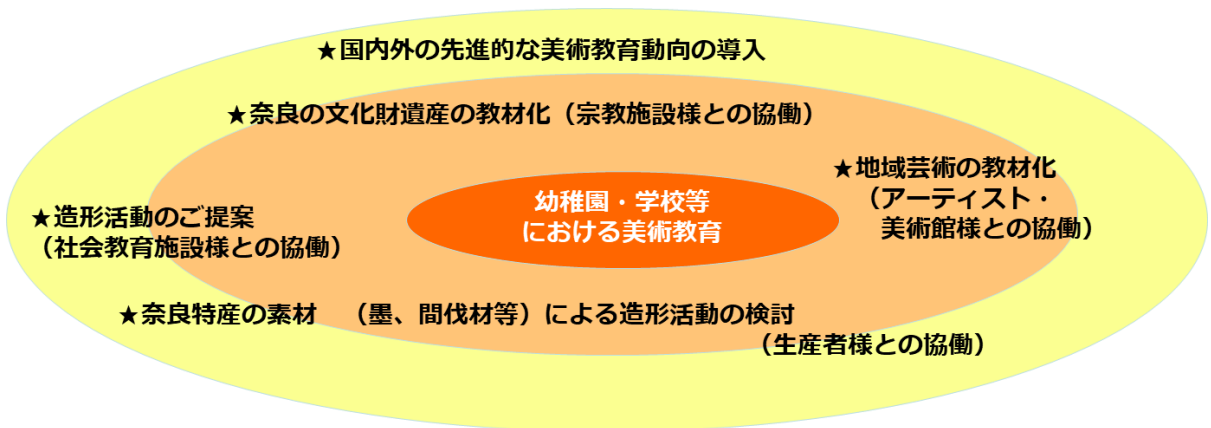 ★国内外の先進的な美術教育動向の導入
★奈良の文化財遺産の教材化（宗教施設様との協働）
★地域芸術の教材化
（アーティスト・
美術館様との協働）
幼稚園・学校等
における美術教育
★造形活動のご提案
（社会教育施設様との協働）
★奈良特産の素材　（墨、間伐材等）による造形活動の検討
（生産者様との協働）